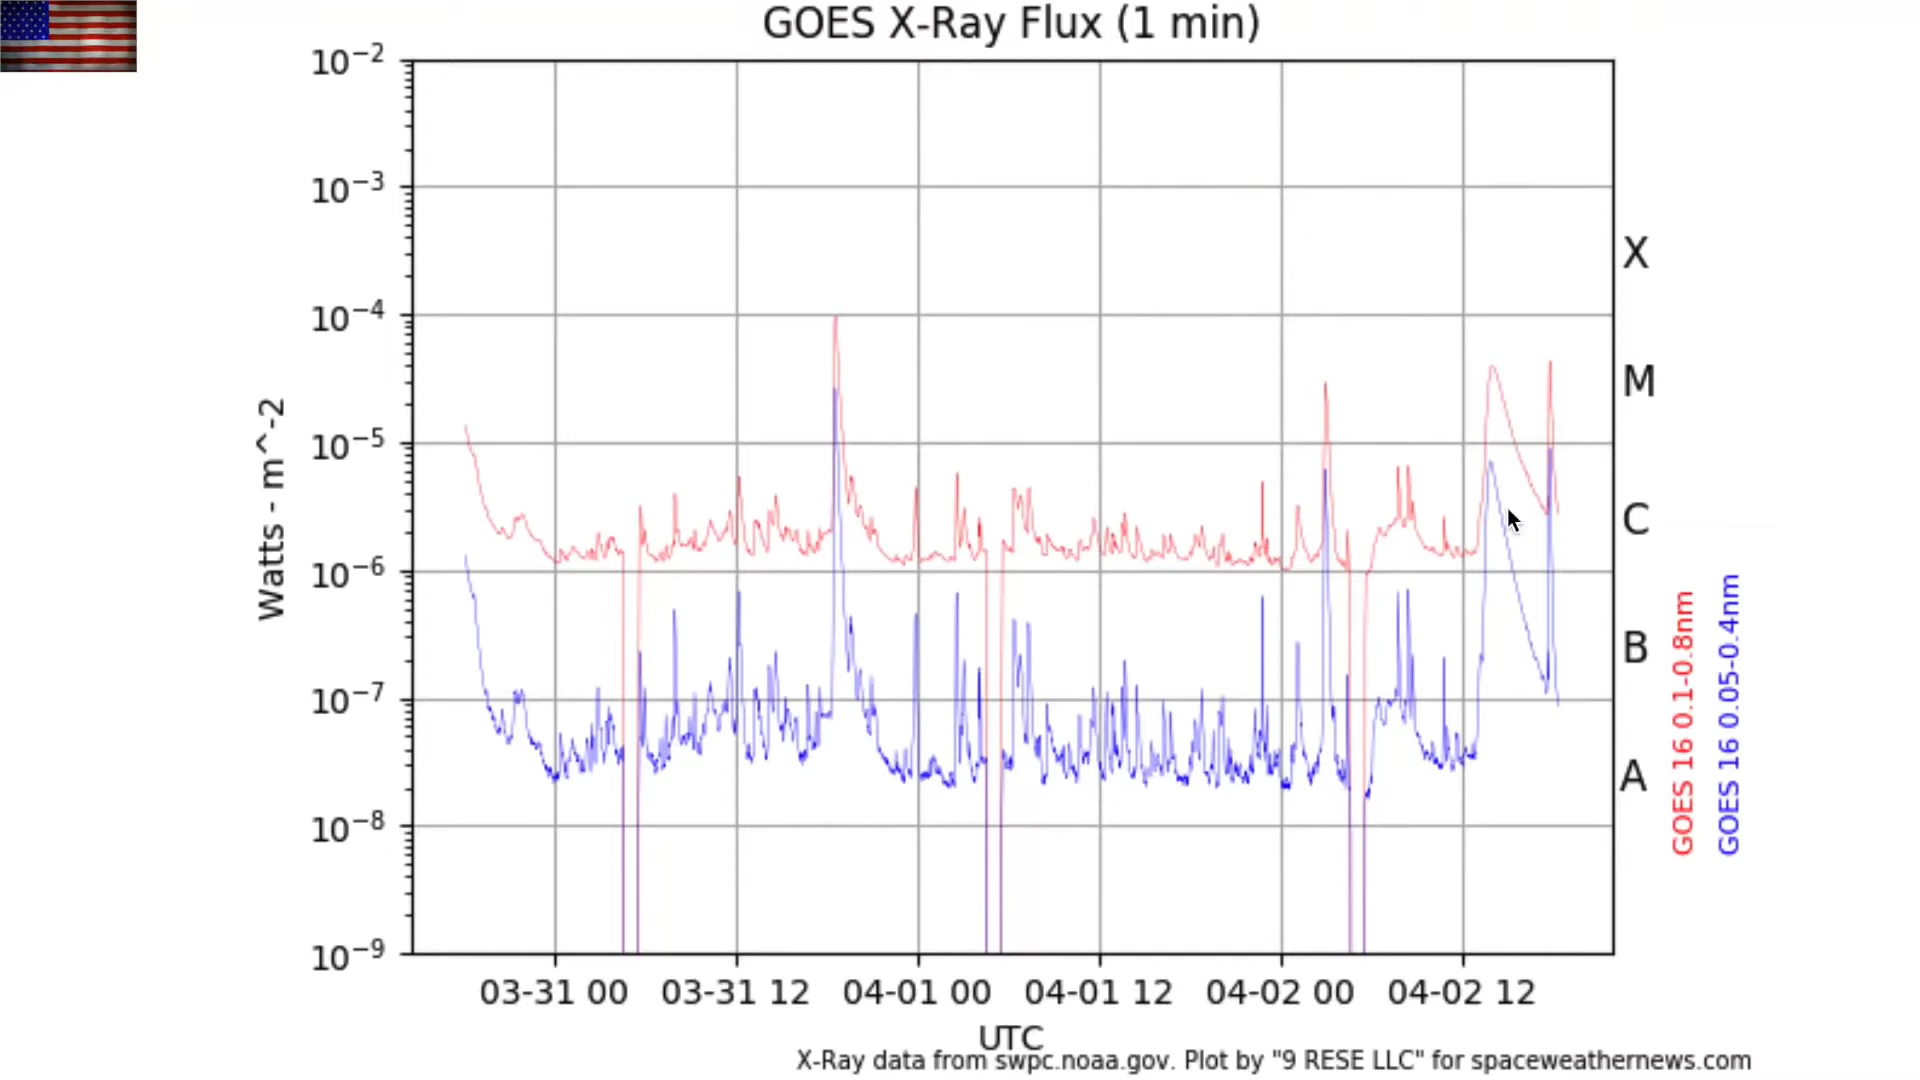 GOES X-Ray Flux (1 min)
10−2
10−3
10−4
10−5
10−6
10−7
10−8
10−9
Watts - m^-2
X
M
C
B
A
GOES 16 0.1-0.8nm
GOES 16 0.05-0.4nm
03-31 00
03-31 12
04-01 00
04-01 12
04-02 00
04-02 12
UTC
X-Ray data from swpc.noaa.gov. Plot by "9 RESE LLC" for spaceweathernews.com